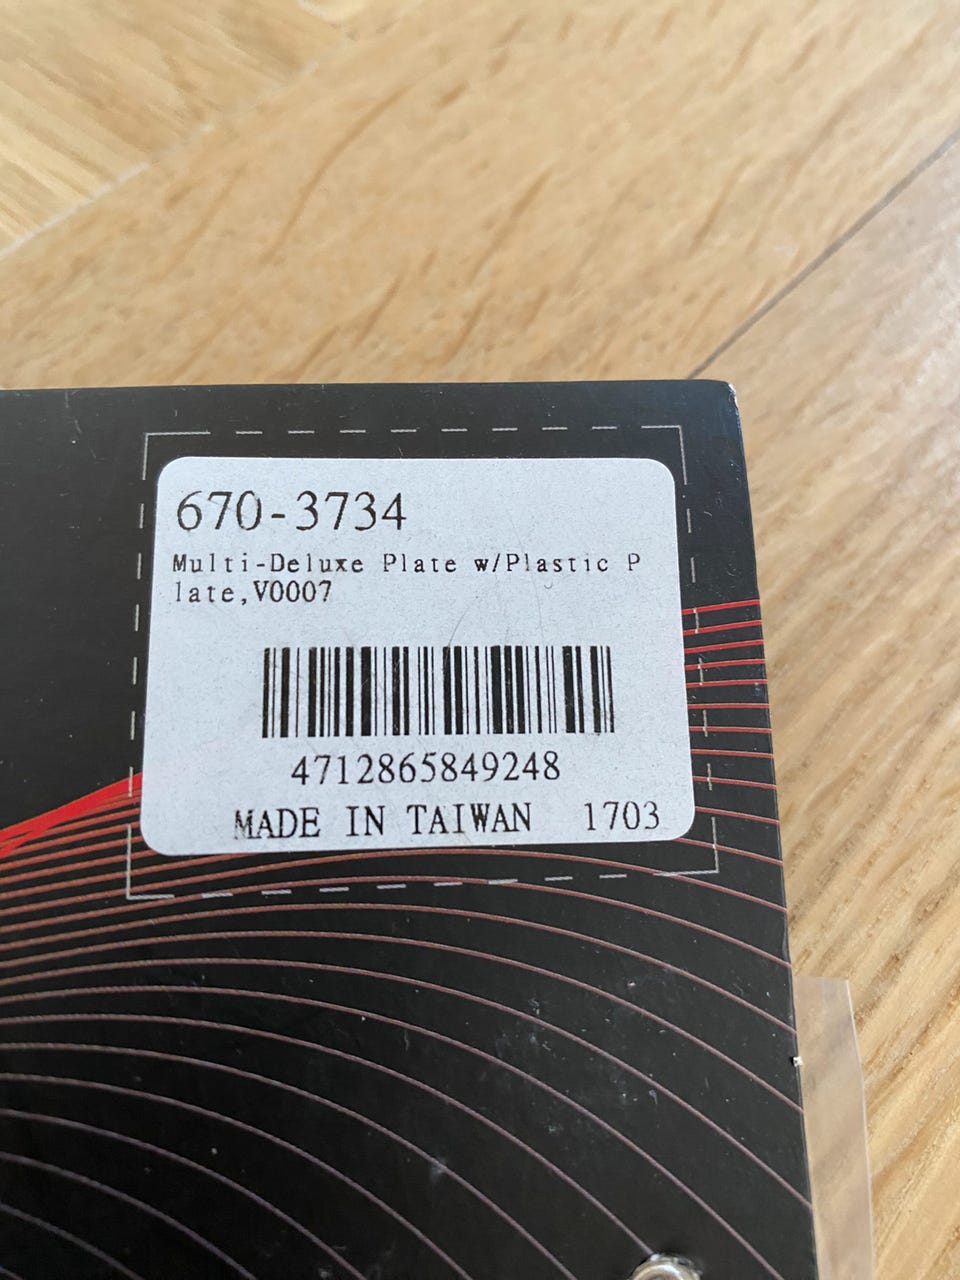 670-3734
Multi-Deluxe Plate w/Plastic P
late,V0007
4712865849248
MADE IN TAIWAN 1703